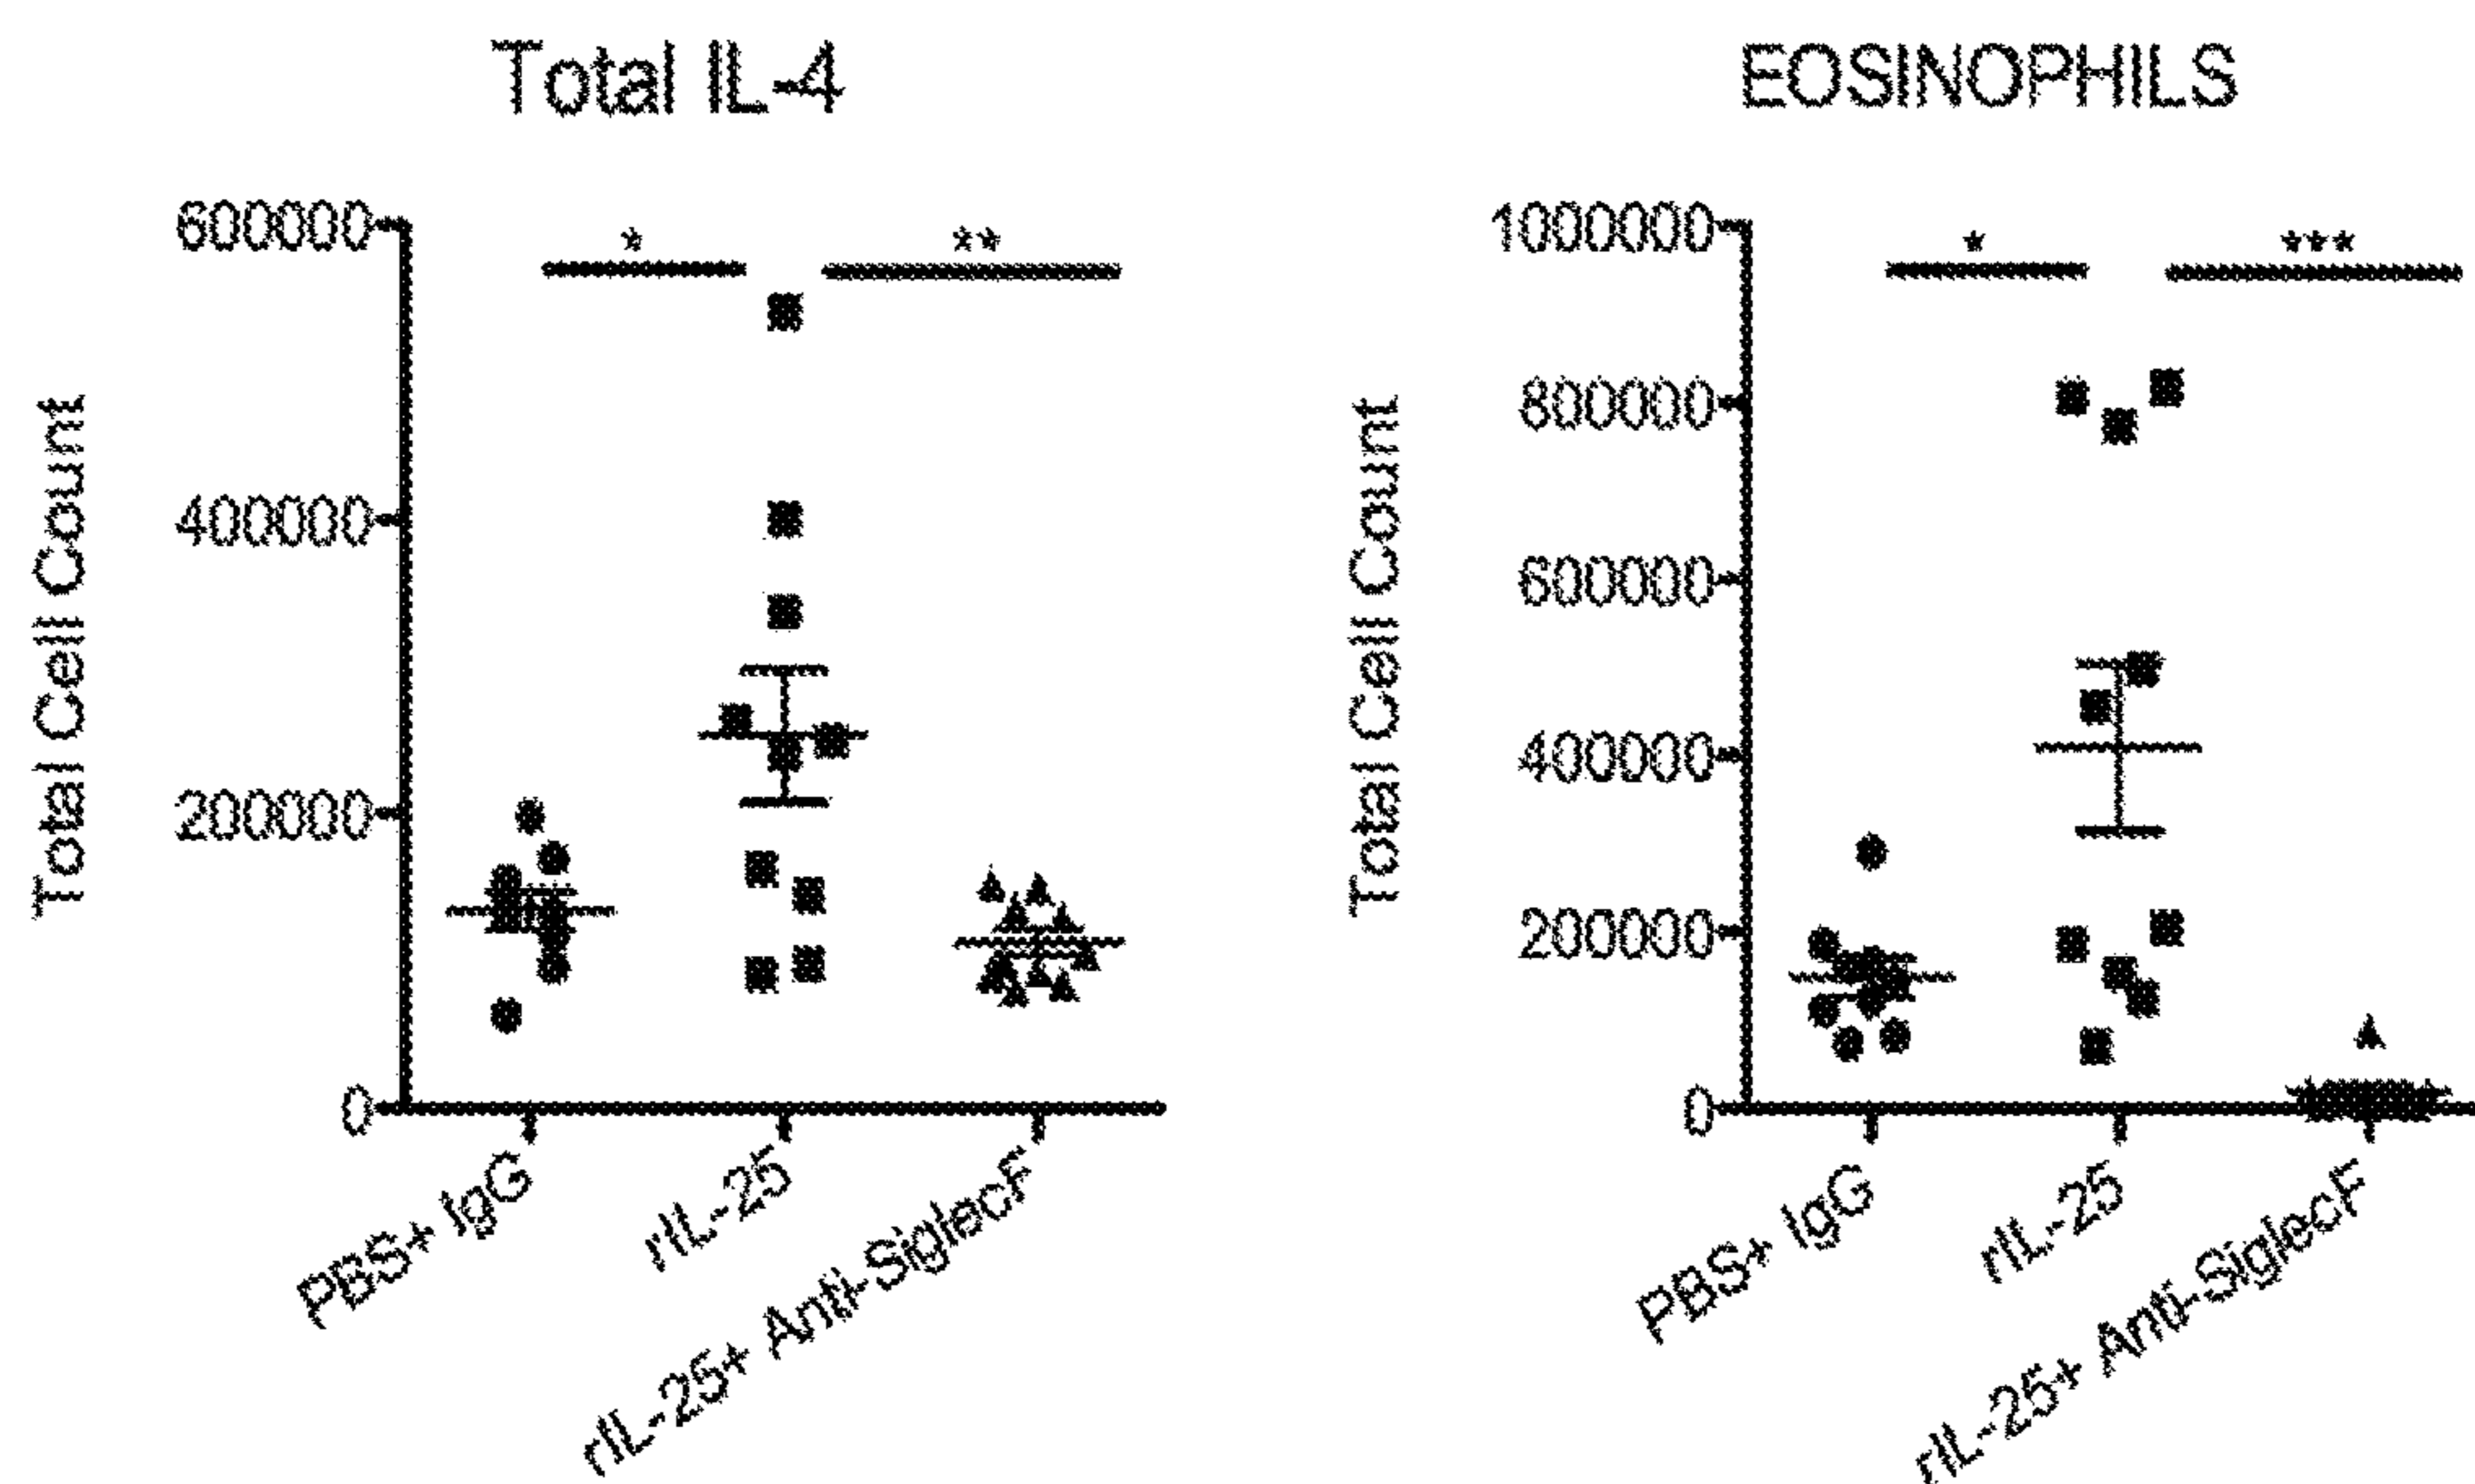 Total IL-4
Total Cell Count
600000
400000
200000
0
*
**
PBS+ IgG
rIL-25
rIL-25+ Anti-SiglecF
EOSINOPHILS
Total Cell Count
1000000
800000
600000
400000
200000
0
*
***
PBS+ IgG
rIL-25
rIL-25+ Anti-SiglecF